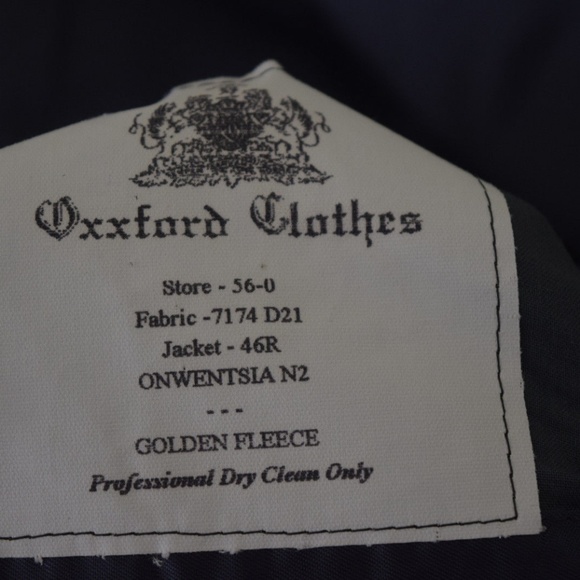 Oxxford Clothes
Store - 56-0
Fabric -7174 D21
Jacket - 46R
ONWENTSIA N2
- - -
GOLDEN FLEECE
Professional Dry Clean Only